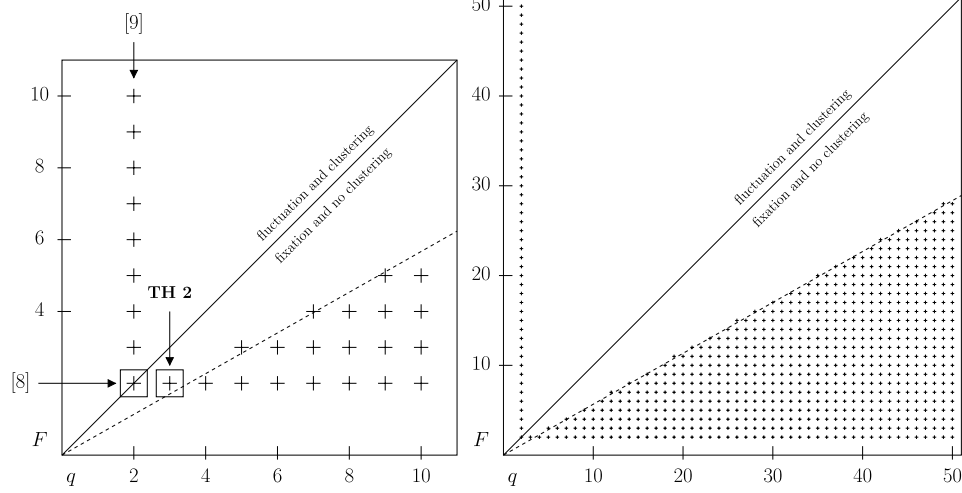 [9]
10
8
6
4
TH 2
[8]
F
q
2
4
6
8
10
fluctuation and clustering
fixation and no clustering
50
40
30
20
10
F
q
10
20
30
40
50
fluctuation and clustering
fixation and no clustering